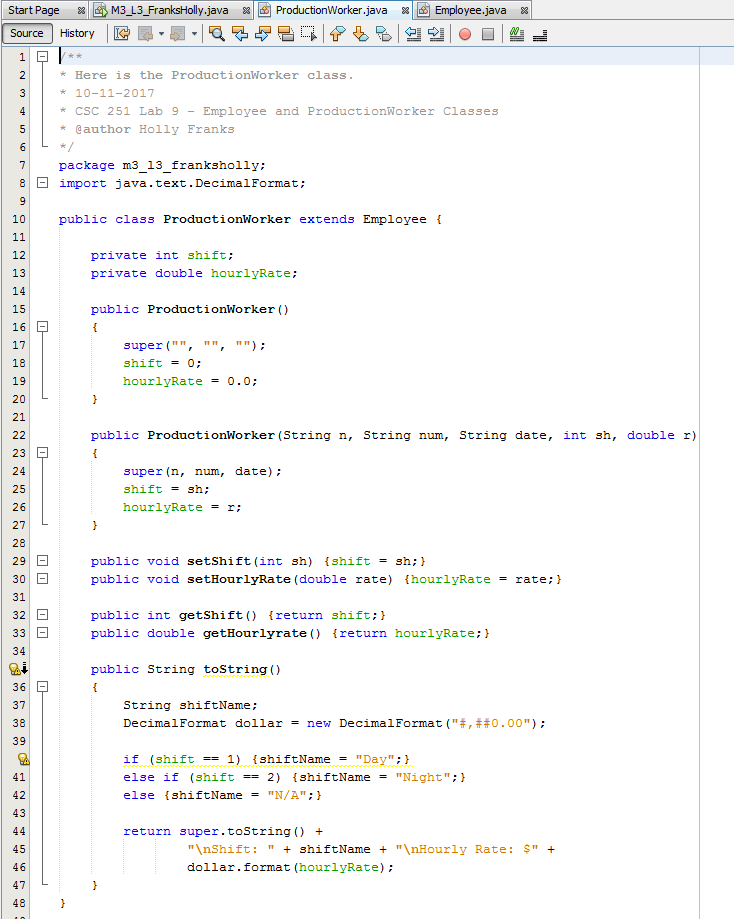 Start Page M3_L3_FranksHolly.java ProductionWorker.java Employee.java
Source History
1 /**
2 * Here is the ProductionWorker class.
3 * 10-11-2017
4 * CSC 251 Lab 9 - Employee and ProductionWorker Classes
5 * @author Holly Franks
6 */
7 package m3_l3_franksholly;
8 import java.text.DecimalFormat;
9
10 public class ProductionWorker extends Employee {
11
12     private int shift;
13     private double hourlyRate;
14
15     public ProductionWorker()
16     {
17         super("", "", "");
18         shift = 0;
19         hourlyRate = 0.0;
20     }
21
22     public ProductionWorker(String n, String num, String date, int sh, double r)
23     {
24         super(n, num, date);
25         shift = sh;
26         hourlyRate = r;
27     }
28
29     public void setShift(int sh) {shift = sh;}
30     public void setHourlyRate(double rate) {hourlyRate = rate;}
31
32     public int getShift() {return shift;}
33     public double getHourlyrate() {return hourlyRate;}
34
    public String toString()
36     {
37         String shiftName;
38         DecimalFormat dollar = new DecimalFormat("#,##0.00");
39
        if (shift == 1) {shiftName = "Day";}
41         else if (shift == 2) {shiftName = "Night";}
42         else {shiftName = "N/A";}
43
44         return super.toString() +
45                 "\nShift: " + shiftName + "\nHourly Rate: $" +
46                 dollar.format(hourlyRate);
47     }
48 }